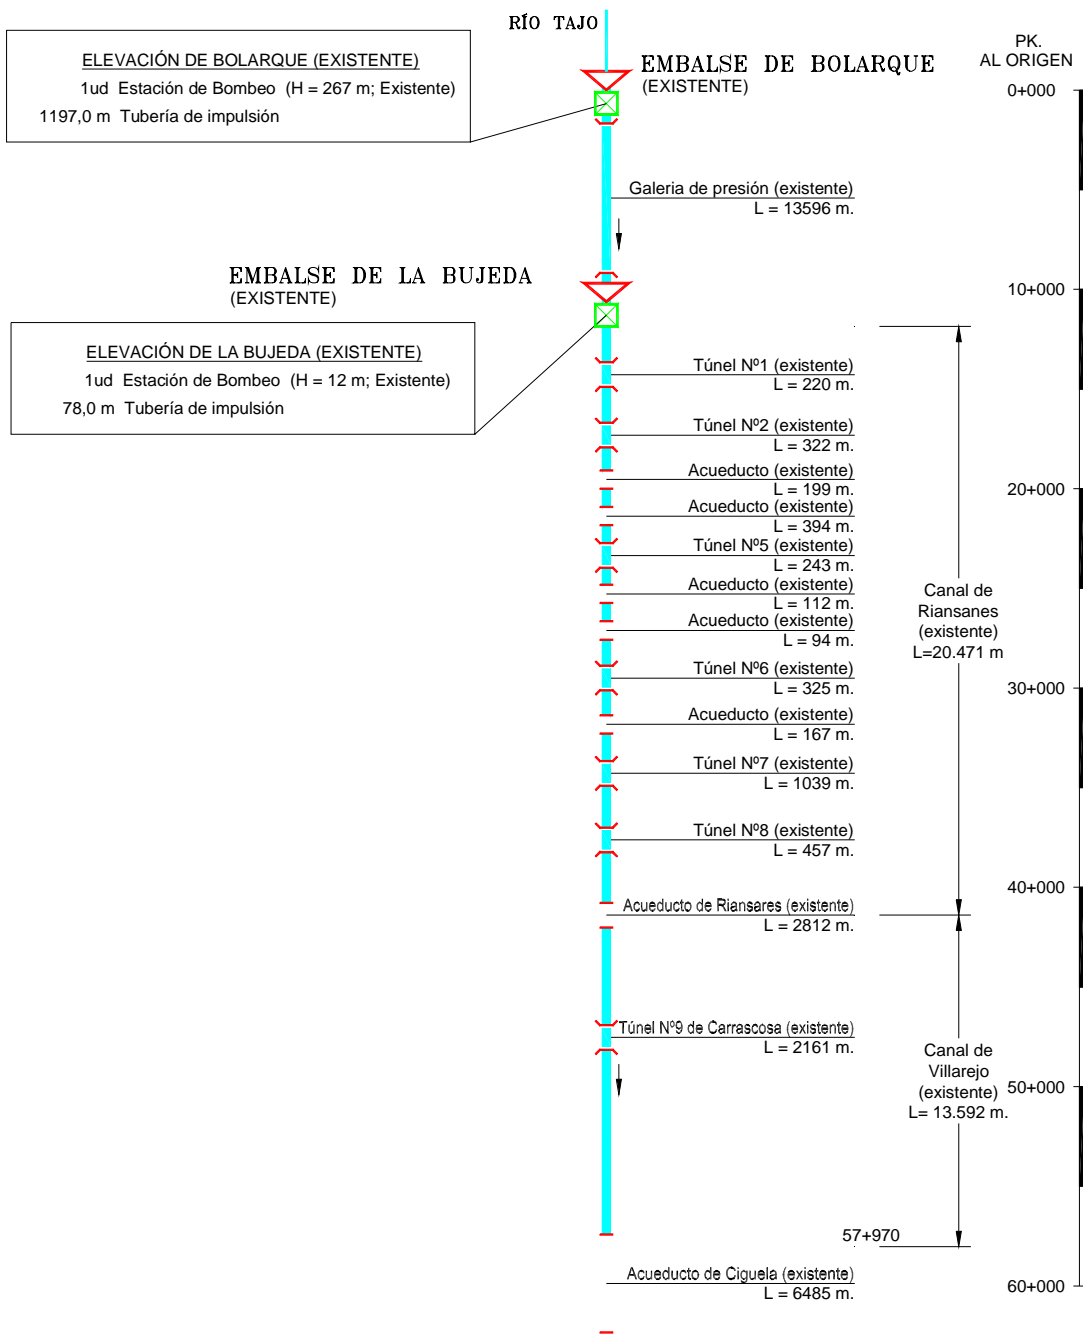 RÍO TAJO
ELEVACIÓN DE BOLARQUE (EXISTENTE)
1ud Estación de Bombeo (H = 267 m; Existente)
1197,0 m Tubería de impulsión
EMBALSE DE BOLARQUE
(EXISTENTE)
PK.
AL ORIGEN
0+000
Galeria de presión (existente)
L = 13596 m.
EMBALSE DE LA BUJEDA
(EXISTENTE)
10+000
ELEVACIÓN DE LA BUJEDA (EXISTENTE)
1ud Estación de Bombeo (H = 12 m; Existente)
78,0 m Tubería de impulsión
Túnel Nº1 (existente)
L = 220 m.
Túnel Nº2 (existente)
L = 322 m.
Acueducto (existente)
L = 199 m.
20+000
Acueducto (existente)
L = 394 m.
Túnel Nº5 (existente)
L = 243 m.
Acueducto (existente)
L = 112 m.
Acueducto (existente)
L = 94 m.
Canal de
Riansanes
(existente)
L=20.471 m
Túnel Nº6 (existente)
L = 325 m.
30+000
Acueducto (existente)
L = 167 m.
Túnel Nº7 (existente)
L = 1039 m.
Túnel Nº8 (existente)
L = 457 m.
40+000
Acueducto de Riansares (existente)
L = 2812 m.
Túnel Nº9 de Carrascosa (existente)
L = 2161 m.
Canal de
Villarejo
(existente)
L= 13.592 m.
50+000
57+970
Acueducto de Ciguela (existente)
L = 6485 m.
60+000